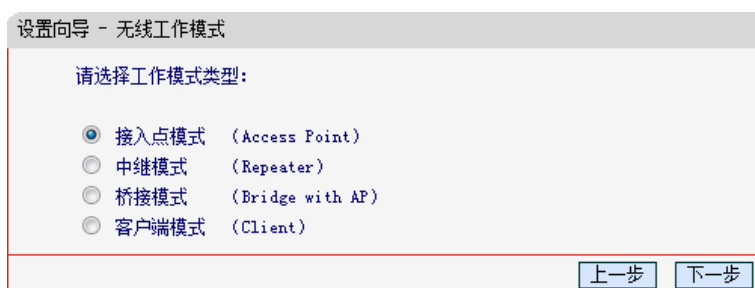 设置向导 - 无线工作模式
请选择工作模式类型:
接入点模式 (Access Point)
中继模式 (Repeater)
桥接模式 (Bridge with AP)
客户端模式 (Client)
上一步 下一步